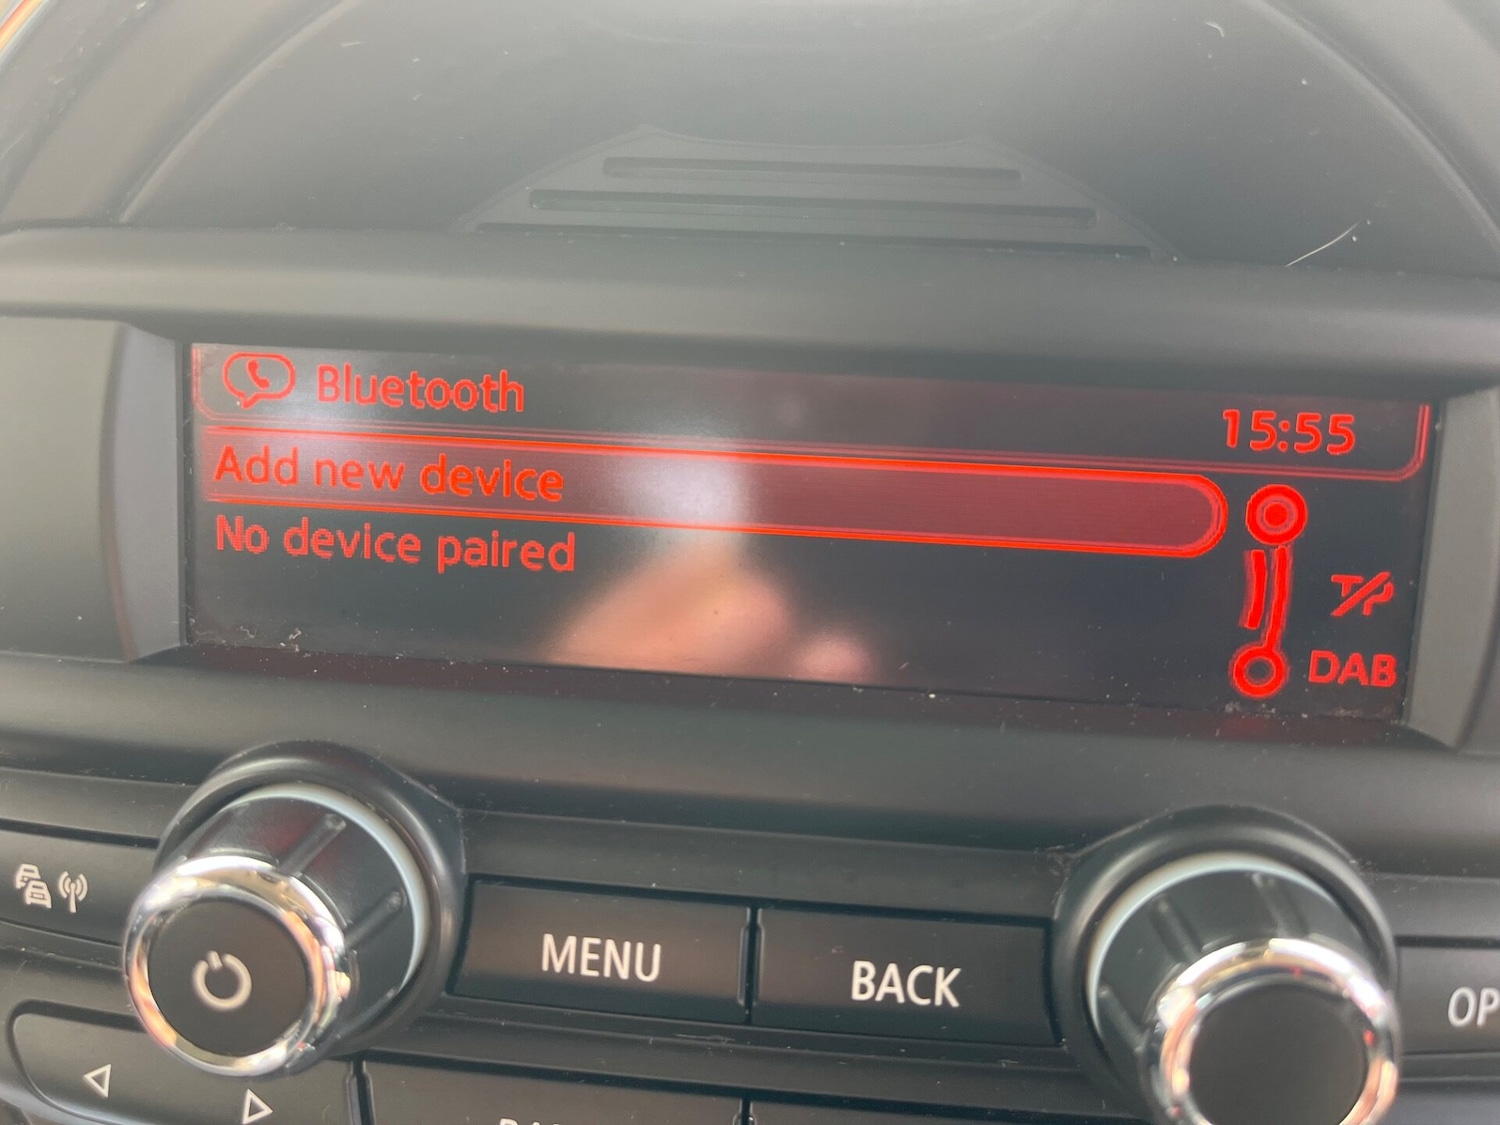 Bluetooth
15:55
Add new device
No device paired
TP
DAB
MENU
BACK
OP